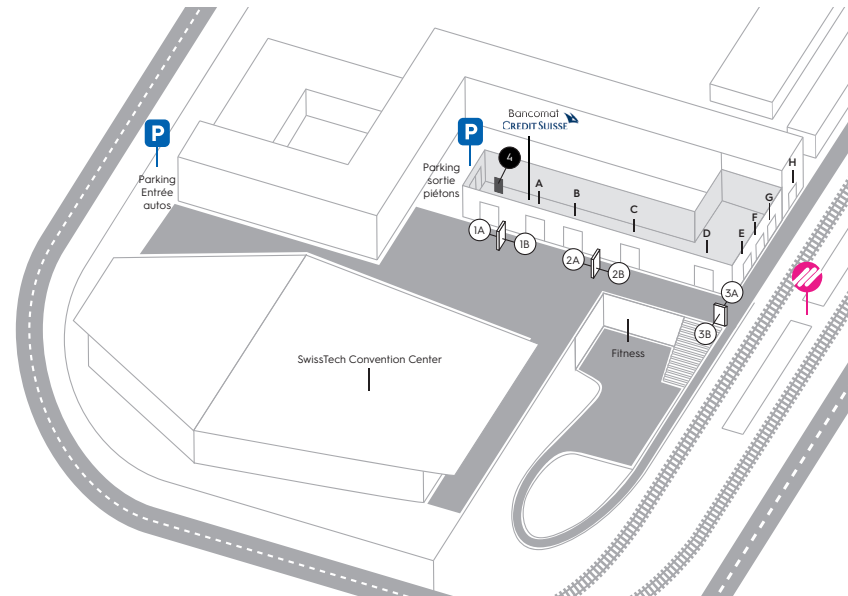 P
Parking
Entrée
autos
P
Parking
sortie
piétons
Bancomat
CREDIT SUISSE
4
A
B
C
D
E
F
G
H
1A
1B
2A
2B
3A
3B
Fitness
SwissTech Convention Center